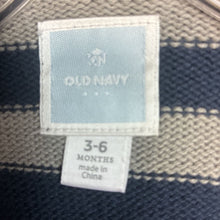 OLD NAVY
3-6
MONTHS
made in
China